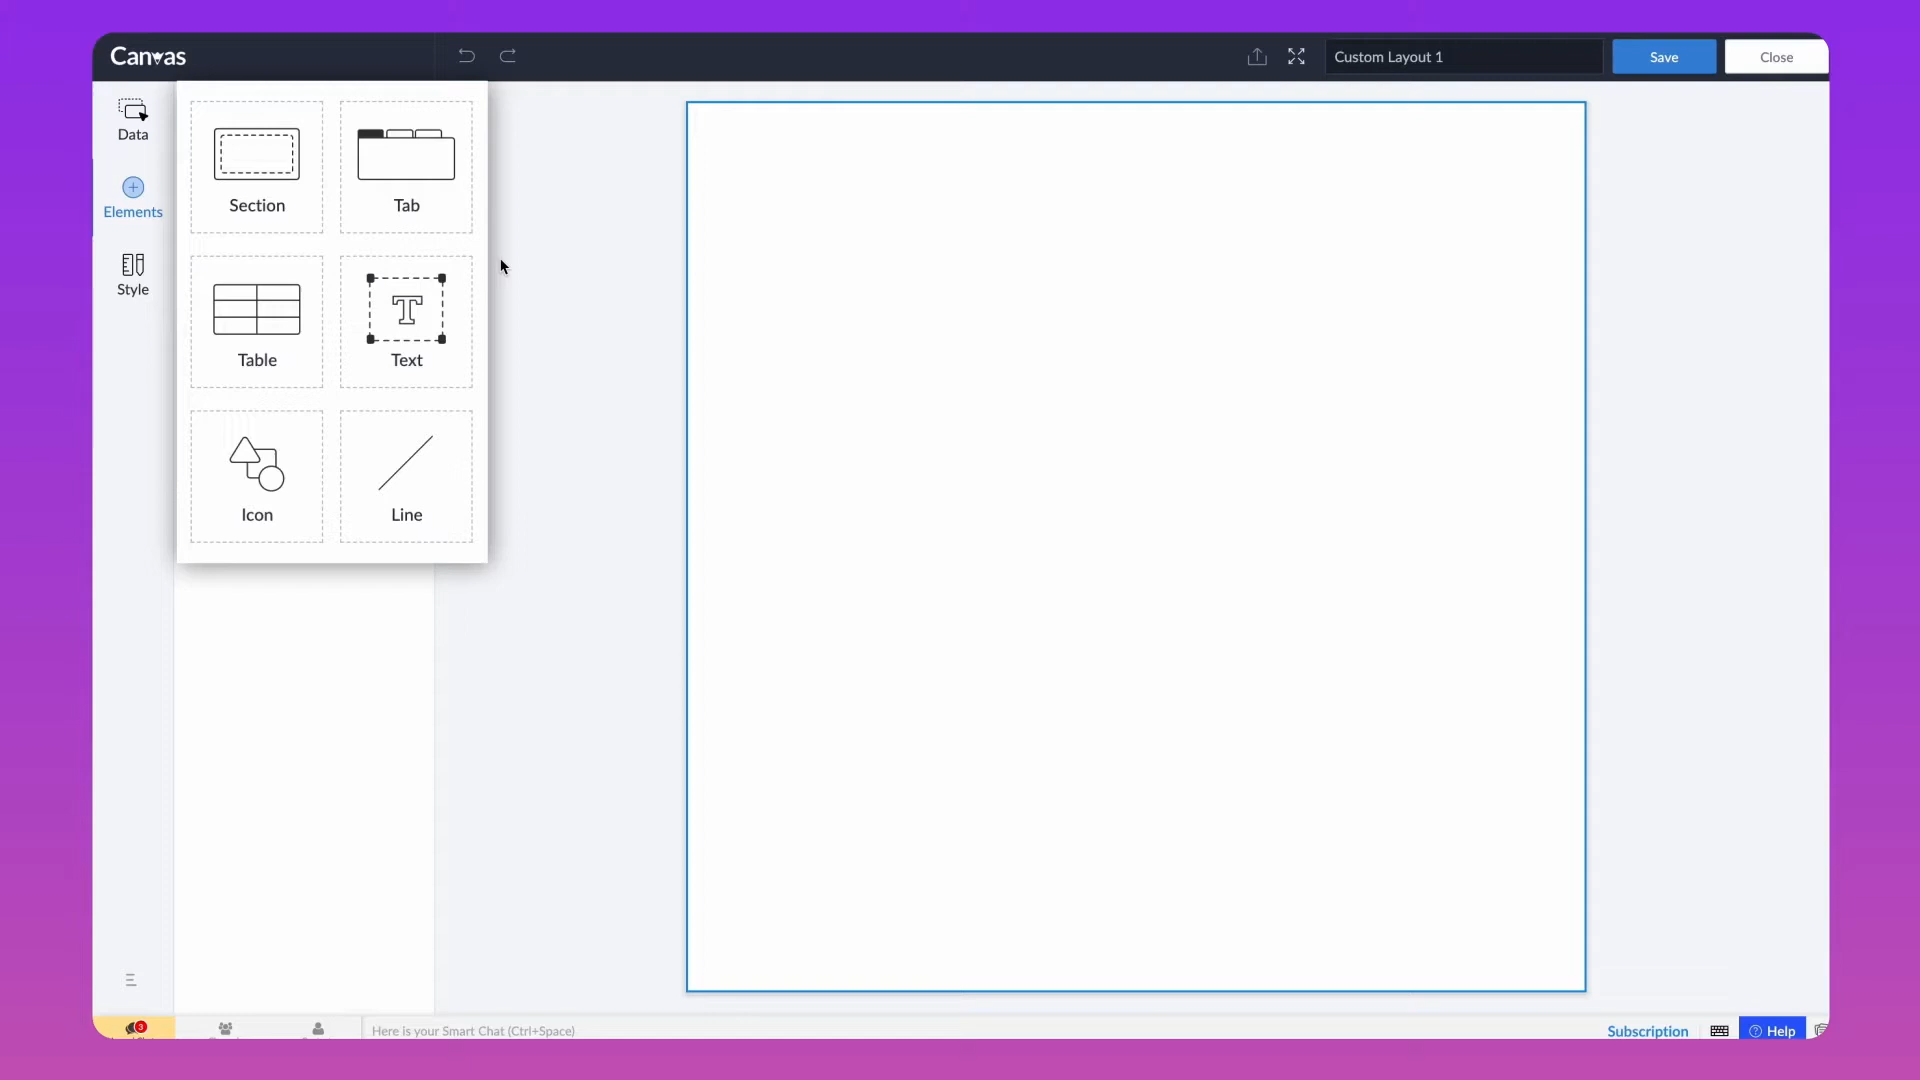 Canvas
Custom Layout 1
Save
Close
Data
Elements
Style
Section
Tab
Table
Text
Icon
Line
3
Here is your Smart Chat (Ctrl+Space)
Subscription
Help